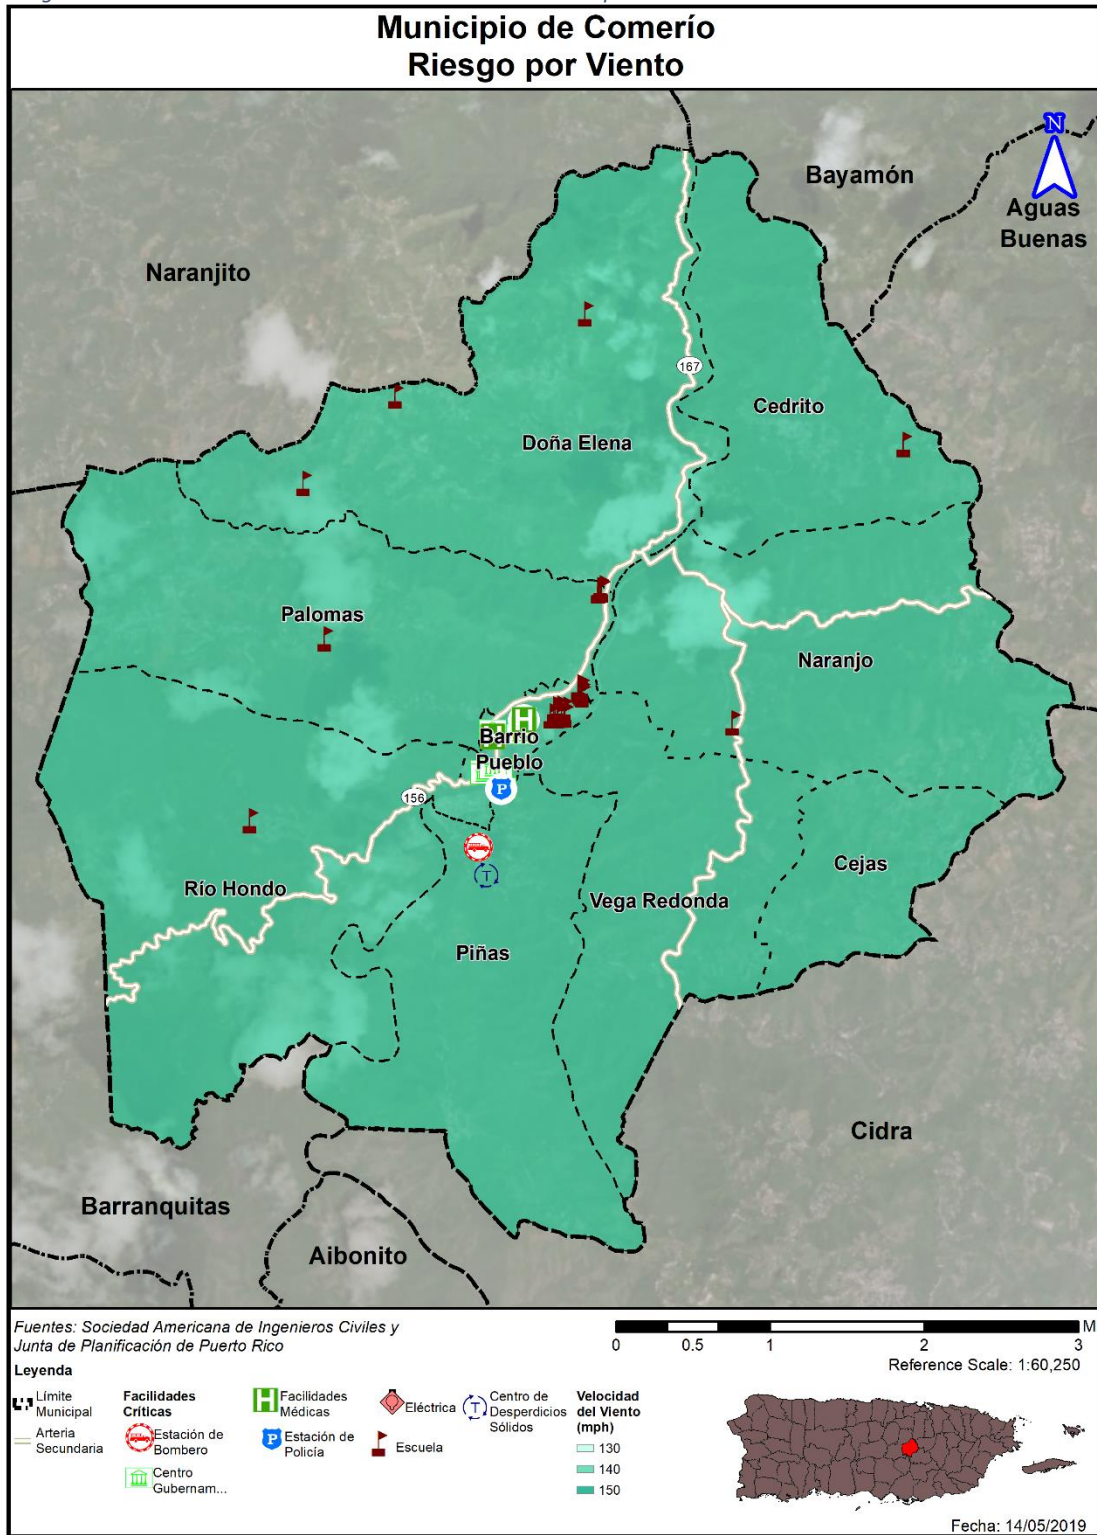 Municipio de Comerío
Riesgo por Viento
N
Bayamón
Aguas
Buenas
Naranjito
167
Cedrito
Doña Elena
Palomas
Naranjo
H
H
Barrio
Pueblo
P
156
Cejas
Río Hondo
T
Vega Redonda
Piñas
Cidra
Barranquitas
Aibonito
Fuentes: Sociedad Americana de Ingenieros Civiles y
Junta de Planificación de Puerto Rico
0 0.5 1 2 3 M
Reference Scale: 1:60,250
Leyenda
Límite
Municipal
Arteria
Secundaria
Facilidades
Críticas
Estación de
Bombero
Centro
Gubernam...
H Facilidades
Médicas
P Estación de
Policía
Eléctrica
Escuela
T Centro de
Desperdicios
Sólidos
Velocidad
del Viento
(mph)
130
140
150
Fecha: 14/05/2019